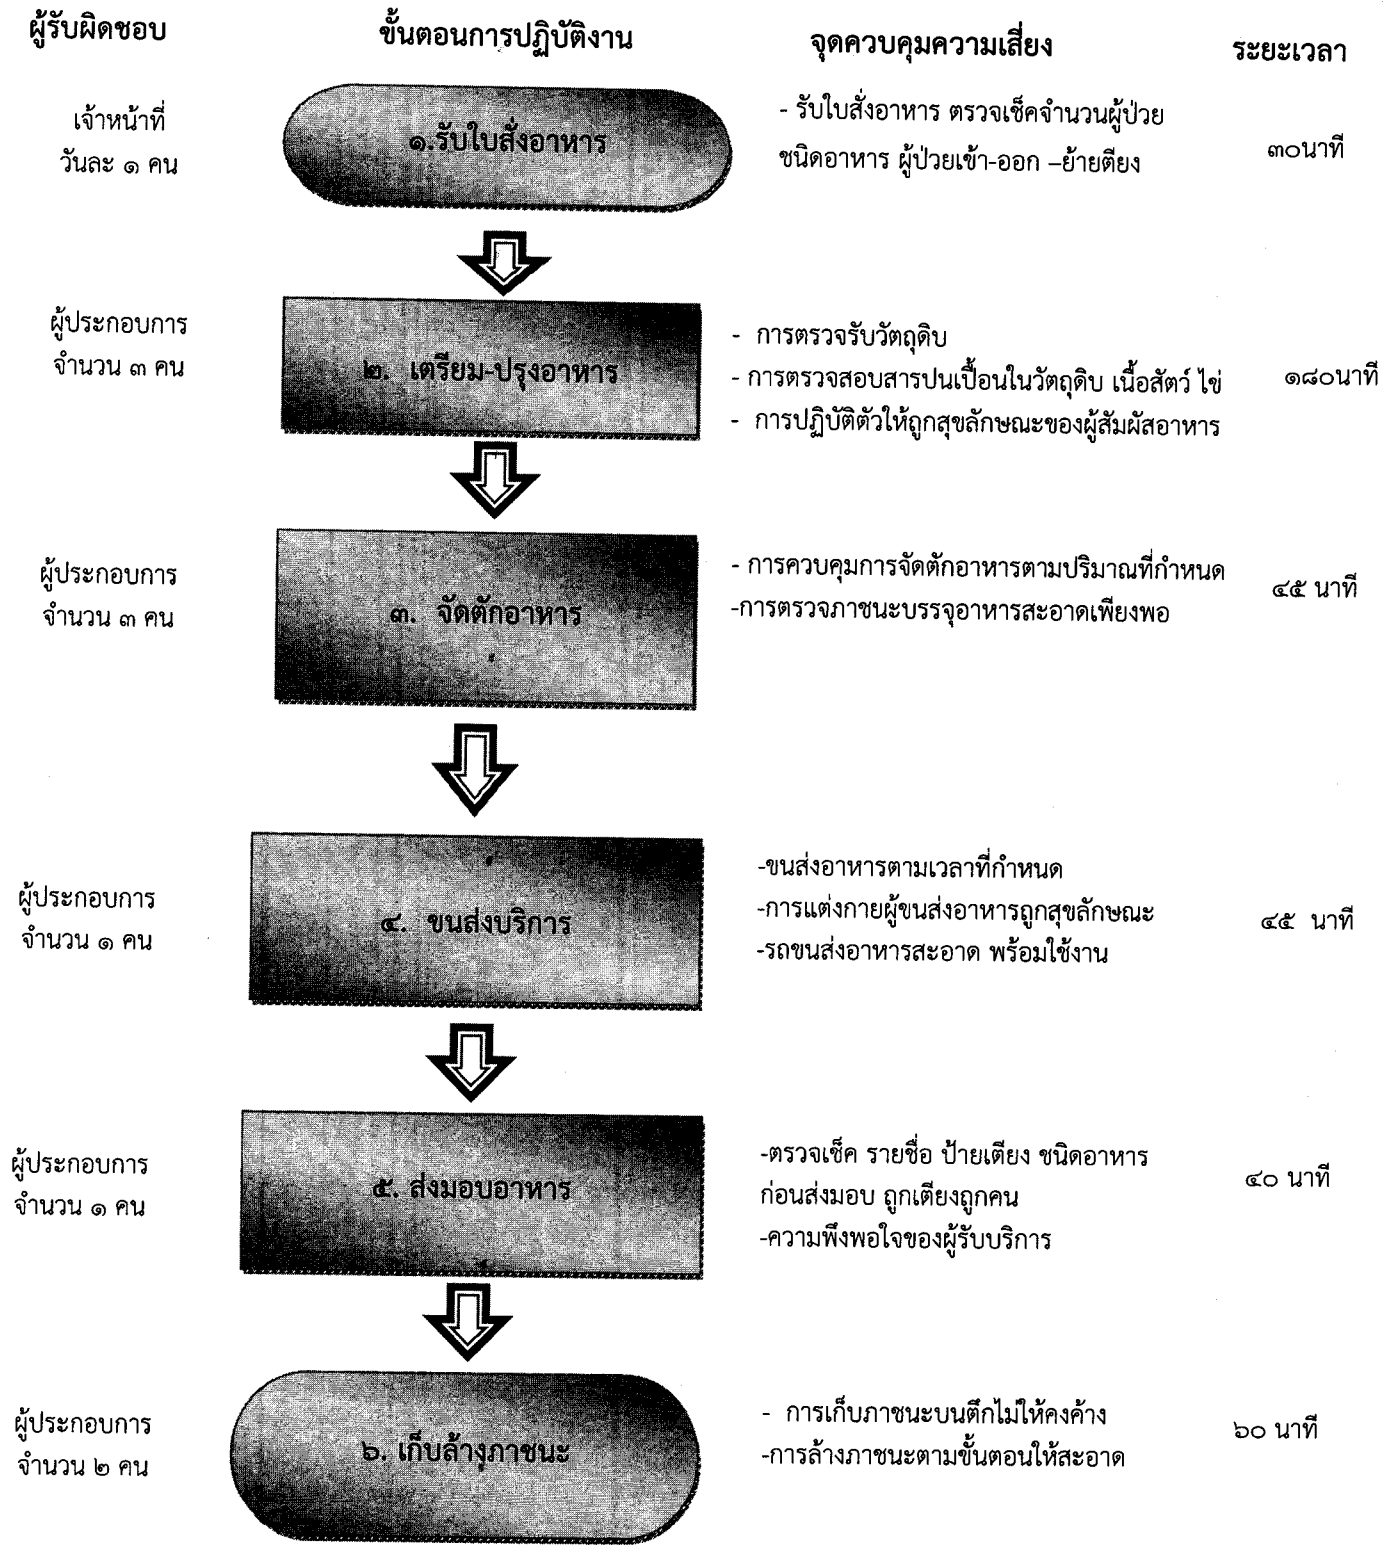 ผู้รับผิดชอบ
ขั้นตอนการปฏิบัติงาน
จุดควบคุมความเสี่ยง
ระยะเวลา
เจ้าหน้าที่
วันละ ๑ คน
๑.รับใบสั่งอาหาร
- รับใบสั่งอาหาร ตรวจเช็คจำนวนผู้ป่วย
ชนิดอาหาร ผู้ป่วยเข้า-ออก –ย้ายตียง
๓๐นาที
ผู้ประกอบการ
จำนวน ๓ คน
๒. เตรียม-ปรุงอาหาร
- การตรวจรับวัตถุดิบ
- การตรวจสอบสารปนเปื้อนในวัตถุดิบ เนื้อสัตว์ ไข่
- การปฏิบัติตัวให้ถูกสุขลักษณะของผู้สัมผัสอาหาร
๑๘๐นาที
ผู้ประกอบการ
จำนวน ๓ คน
๓. จัดตักอาหาร
- การควบคุมการจัดตักอาหารตามปริมาณที่กำหนด
-การตรวจภาชนะบรรจุอาหารสะอาดเพียงพอ
๔๕ นาที
ผู้ประกอบการ
จำนวน ๑ คน
๔. ขนส่งบริการ
-ขนส่งอาหารตามเวลาที่กำหนด
-การแต่งกายผู้ขนส่งอาหารถูกสุขลักษณะ
-รถขนส่งอาหารสะอาด พร้อมใช้งาน
๔๕ นาที
ผู้ประกอบการ
จำนวน ๑ คน
๕. ส่งมอบอาหาร
-ตรวจเช็ค รายชื่อ ป้ายเตียง ชนิดอาหาร
ก่อนส่งมอบ ถูกเตียงถูกคน
-ความพึงพอใจของผู้รับบริการ
๔๐ นาที
ผู้ประกอบการ
จำนวน ๒ คน
๖. เก็บล้างภาชนะ
- การเก็บภาชนะบนตึกไม่ให้คงค้าง
-การล้างภาชนะตามขั้นตอนให้สะอาด
๖๐ นาที